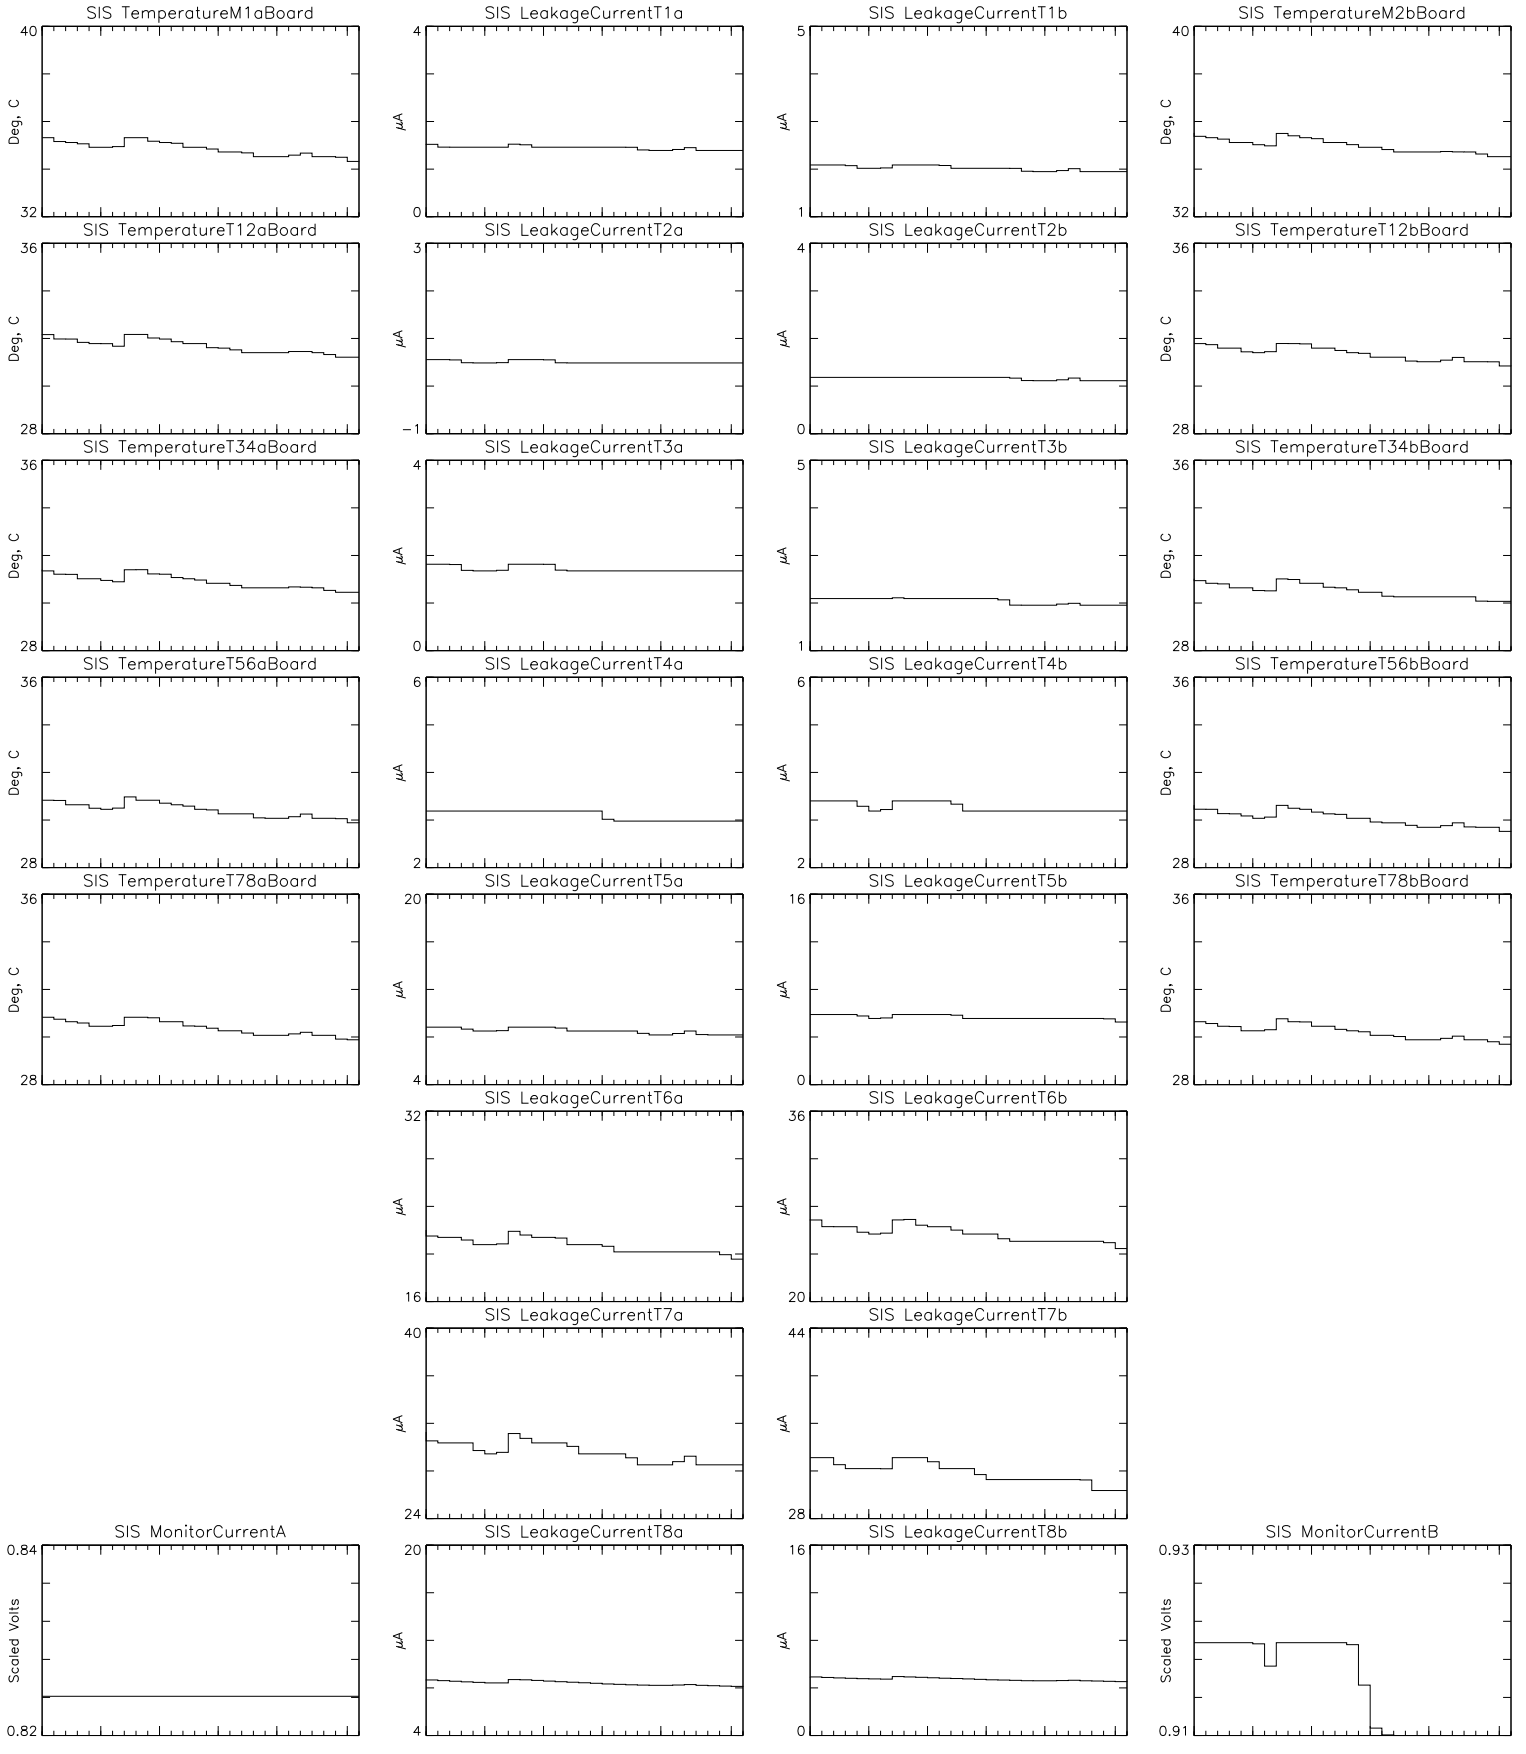 SIS TemperatureM1aBoard
40
Deg, C
32
SIS LeakageCurrentT1a
4
μA
0
SIS LeakageCurrentT1b
5
μA
1
SIS TemperatureM2bBoard
40
Deg, C
32
SIS TemperatureT12aBoard
36
Deg, C
28
SIS LeakageCurrentT2a
3
μA
−1
SIS LeakageCurrentT2b
4
μA
0
SIS TemperatureT12bBoard
36
Deg, C
28
SIS TemperatureT34aBoard
36
Deg, C
28
SIS LeakageCurrentT3a
4
μA
0
SIS LeakageCurrentT3b
5
μA
1
SIS TemperatureT34bBoard
36
Deg, C
28
SIS TemperatureT56aBoard
36
Deg, C
28
SIS LeakageCurrentT4a
6
μA
2
SIS LeakageCurrentT4b
6
μA
2
SIS TemperatureT56bBoard
36
Deg, C
28
SIS TemperatureT78aBoard
36
Deg, C
28
SIS LeakageCurrentT5a
20
μA
4
SIS LeakageCurrentT5b
16
μA
0
SIS TemperatureT78bBoard
36
Deg, C
28
SIS LeakageCurrentT6a
32
μA
16
SIS LeakageCurrentT6b
36
μA
20
SIS LeakageCurrentT7a
40
μA
24
SIS LeakageCurrentT7b
44
μA
28
SIS MonitorCurrentA
0.84
Scaled Volts
0.82
SIS LeakageCurrentT8a
20
μA
4
SIS LeakageCurrentT8b
16
μA
0
SIS MonitorCurrentB
0.93
Scaled Volts
0.91